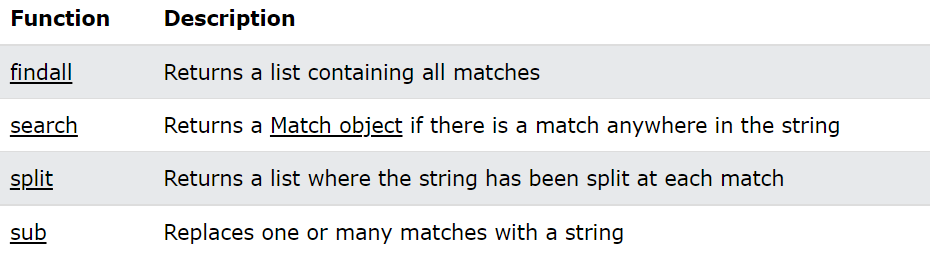 Function Description
findall Returns a list containing all matches
search Returns a Match object if there is a match anywhere in the string
split Returns a list where the string has been split at each match
sub Replaces one or many matches with a string